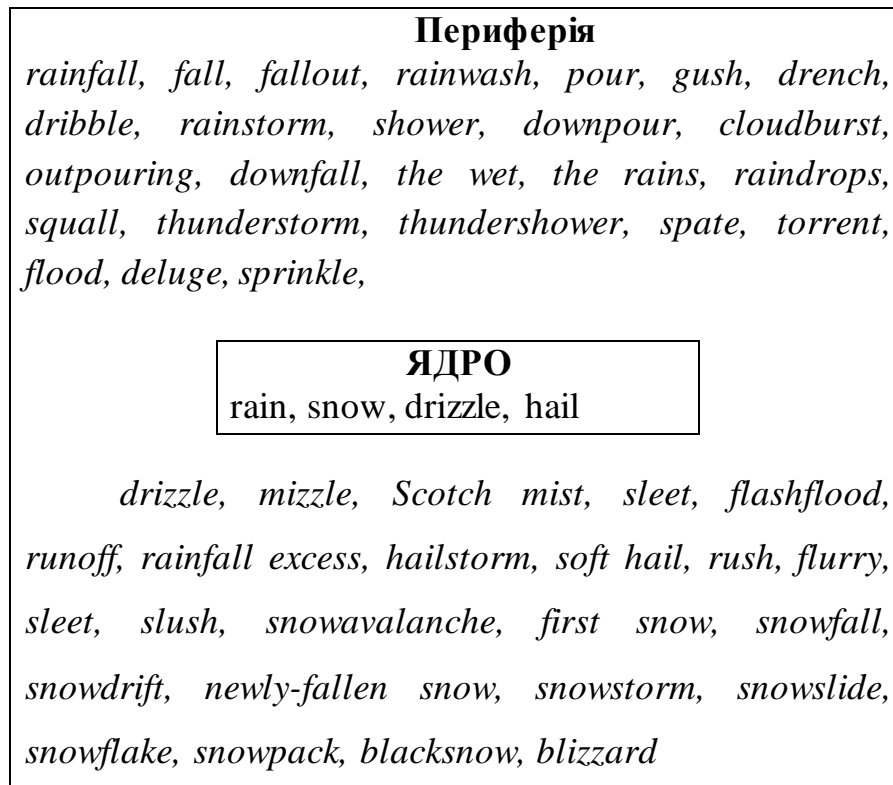 Периферія
rainfall, fall, fallout, rainwash, pour, gush, drench,
dribble, rainstorm, shower, downpour, cloudburst,
outpouring, downfall, the wet, the rains, raindrops,
squall, thunderstorm, thundershower, spate, torrent,
flood, deluge, sprinkle,
ЯДРО
rain, snow, drizzle, hail
drizzle, mizzle, Scotch mist, sleet, flashflood,
runoff, rainfall excess, hailstorm, soft hail, rush, flurry,
sleet, slush, snowavalanche, first snow, snowfall,
snowdrift, newly-fallen snow, snowstorm, snowslide,
snowflake, snowpack, blacksnow, blizzard